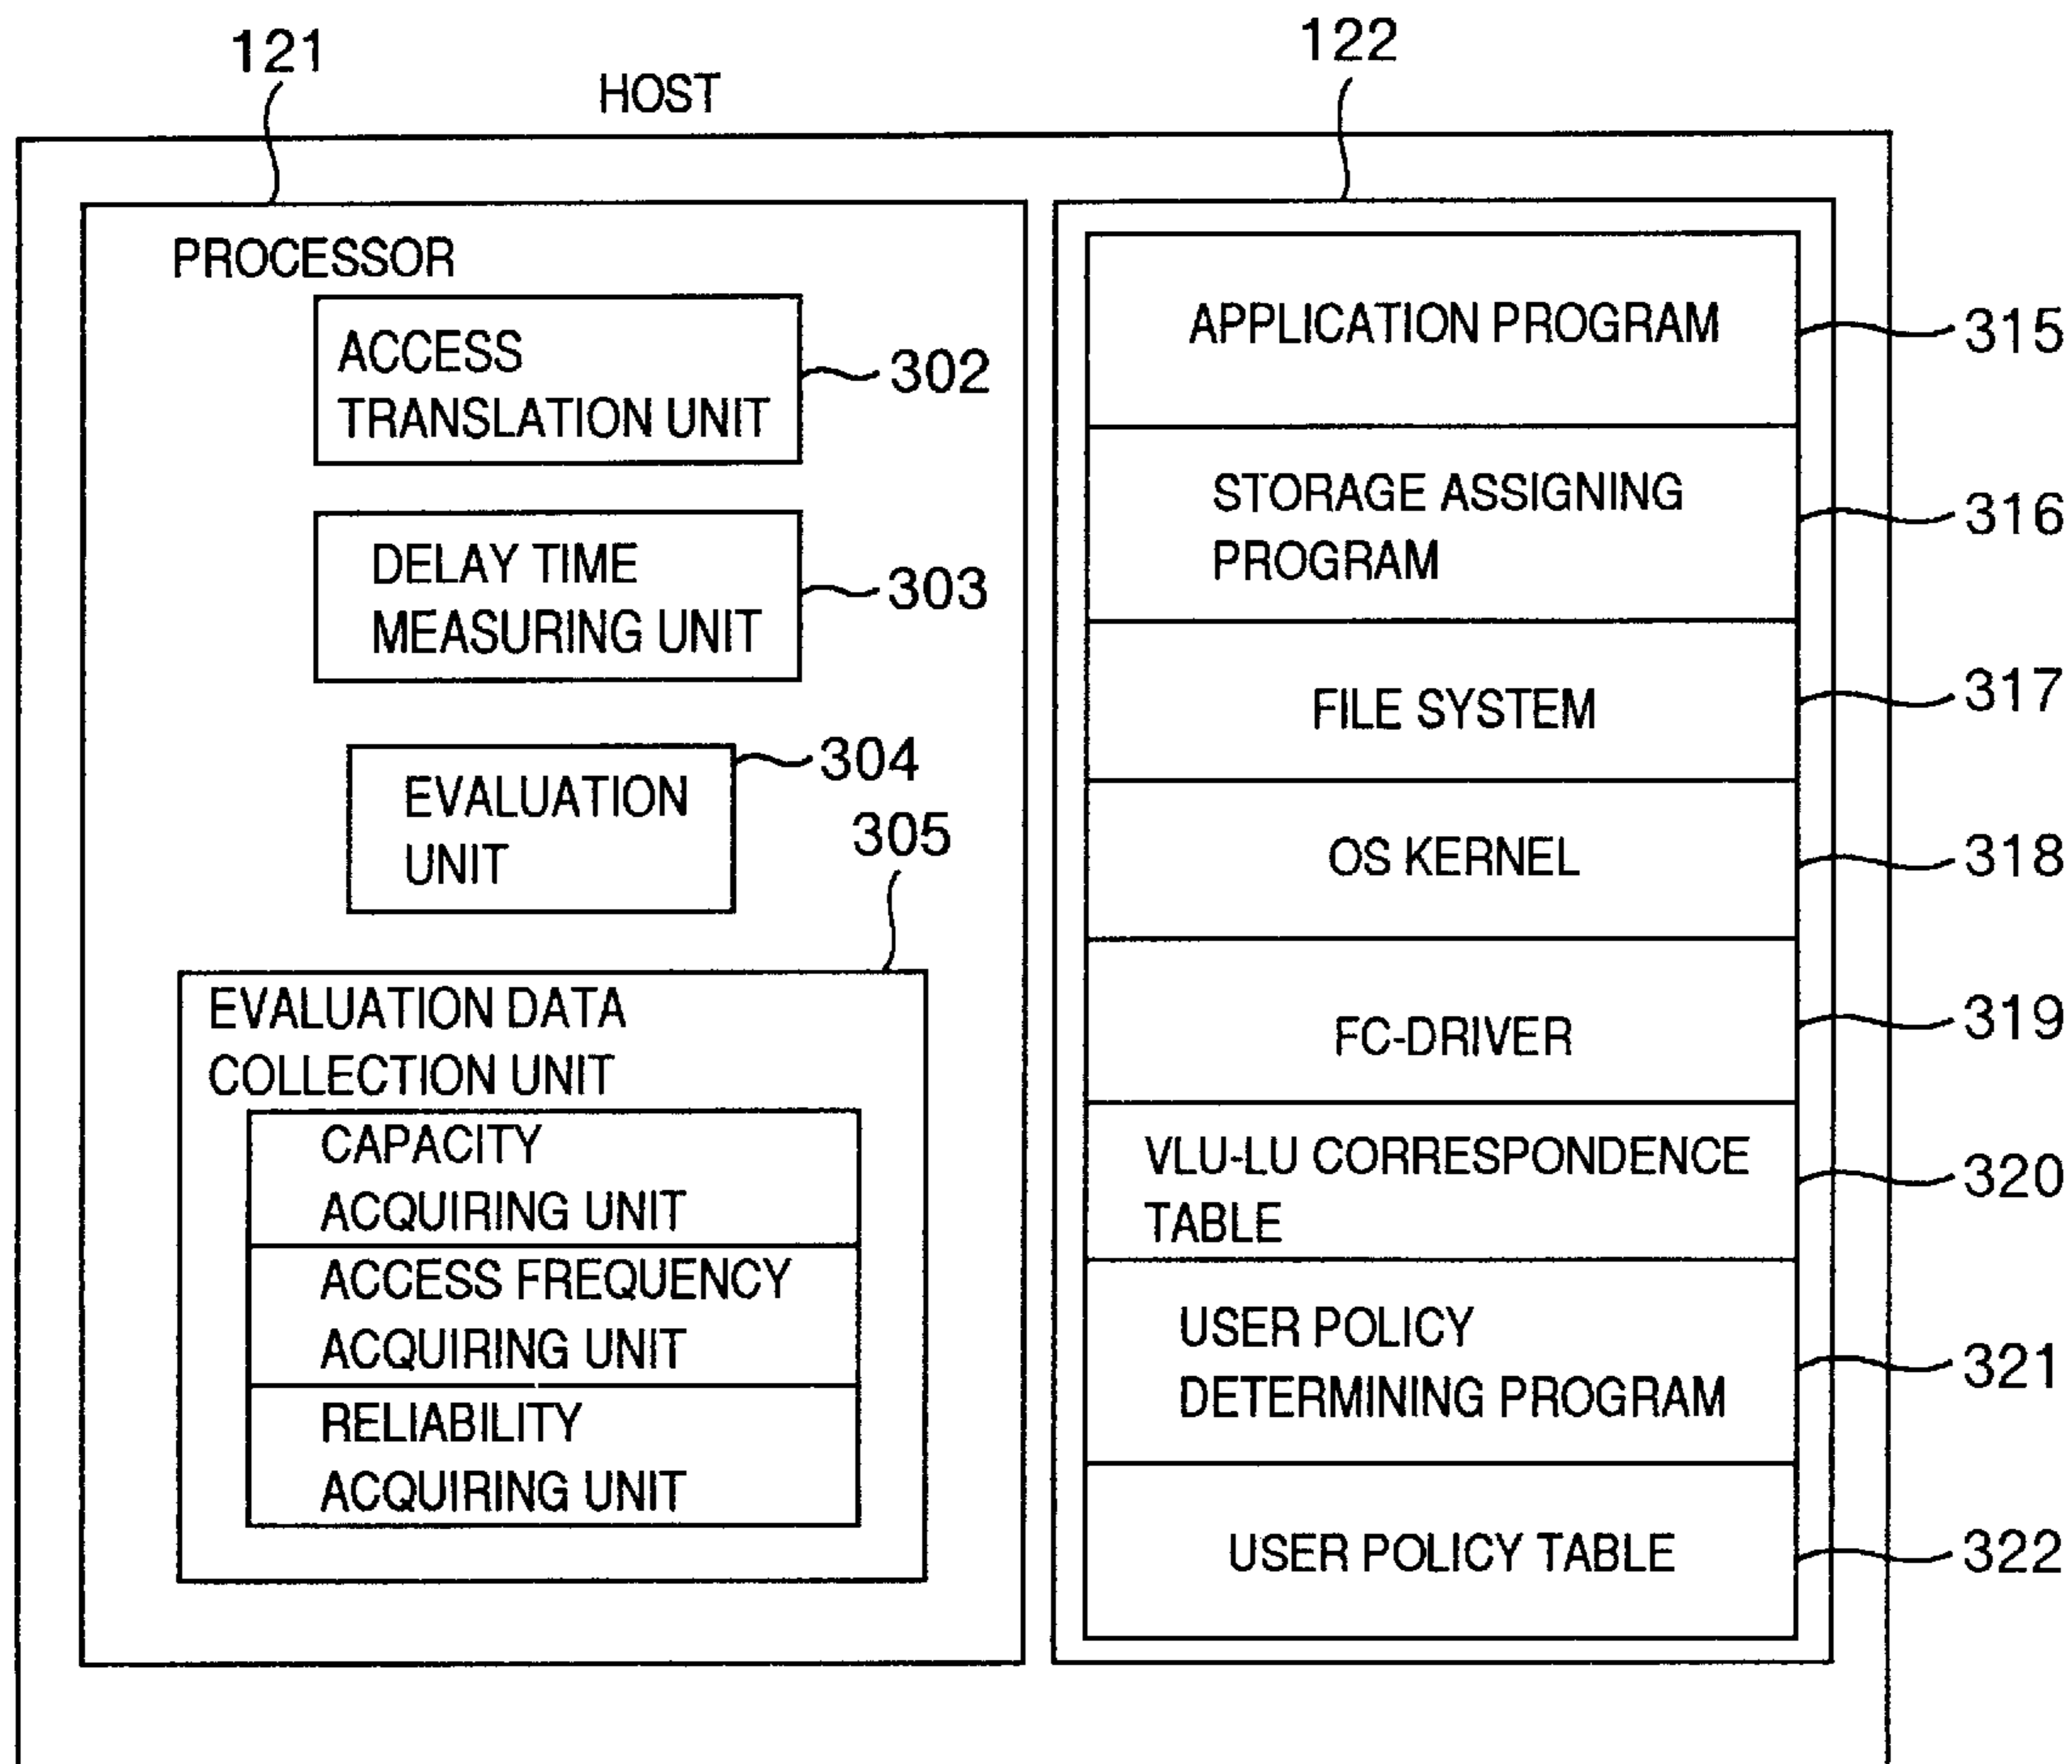 121
HOST
122
PROCESSOR
ACCESS
TRANSLATION UNIT
302
DELAY TIME
MEASURING UNIT
303
304
EVALUATION
UNIT
305
EVALUATION DATA
COLLECTION UNIT
CAPACITY
ACQUIRING UNIT
ACCESS FREQUENCY
ACQUIRING UNIT
RELIABILITY
ACQUIRING UNIT
APPLICATION PROGRAM
315
STORAGE ASSIGNING
PROGRAM
316
FILE SYSTEM
317
OS KERNEL
318
FC-DRIVER
319
VLU-LU CORRESPONDENCE
TABLE
320
USER POLICY
DETERMINING PROGRAM
321
USER POLICY TABLE
322